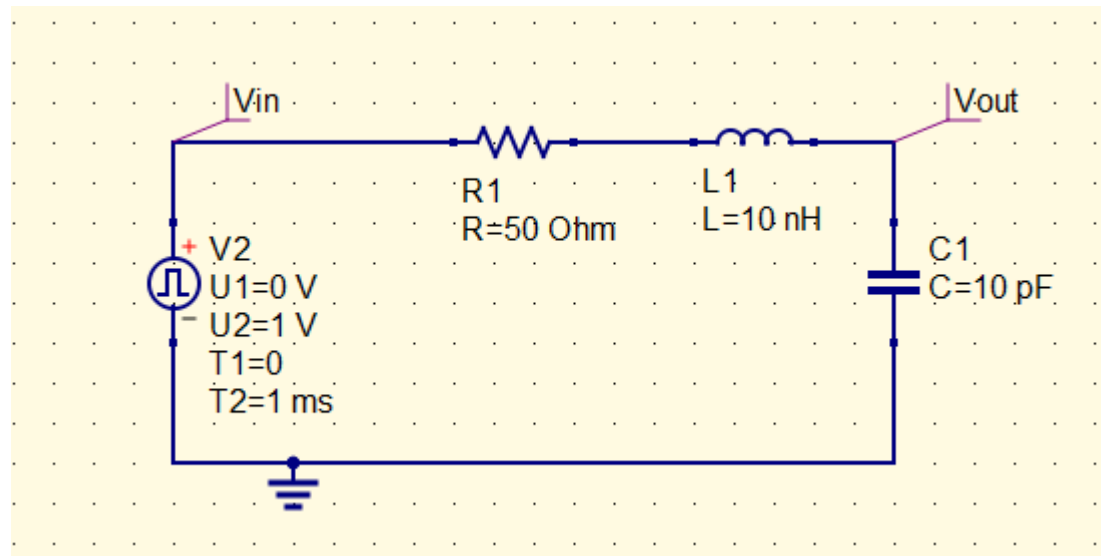 Vin
Vout
R1
R=50 Ohm
L1
L=10 nH
+
V2
U1=0 V
U2=1 V
T1=0
T2=1 ms
C1
C=10 pF